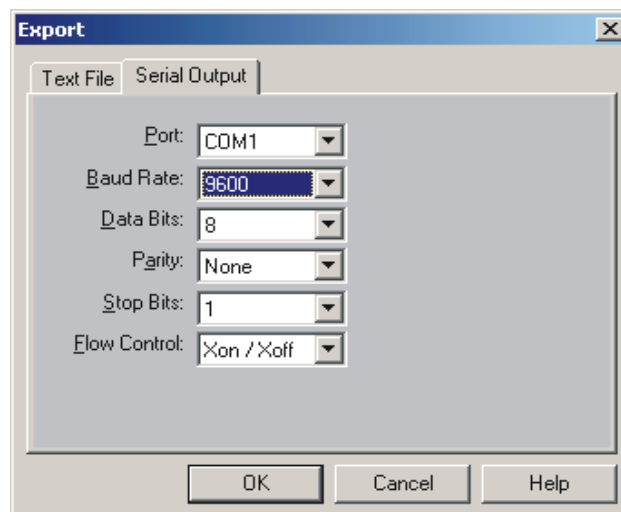 Export
Text File Serial Output
Port: COM1
Baud Rate: 9600
Data Bits: 8
Parity: None
Stop Bits: 1
Flow Control: Xon / Xoff
OK Cancel Help